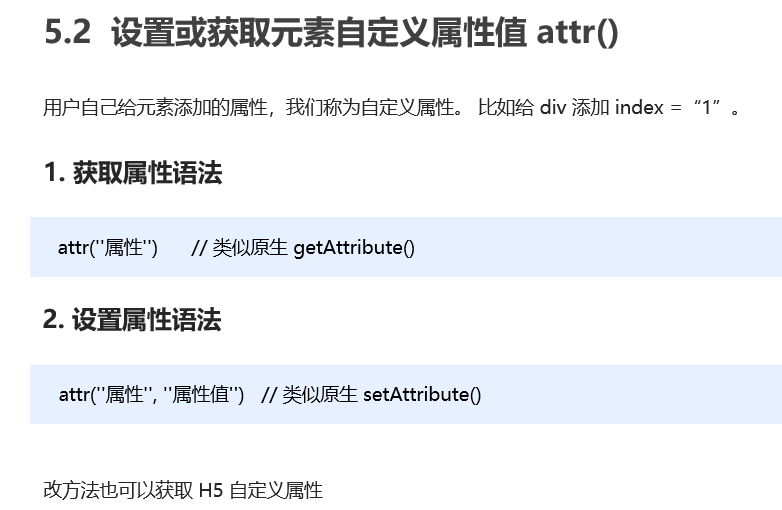 5.2 设置或获取元素自定义属性值 attr()
用户自己给元素添加的属性，我们称为自定义属性。 比如给 div 添加 index = “1”。
1. 获取属性语法
attr(''属性'') // 类似原生 getAttribute()
2. 设置属性语法
attr(''属性'', ''属性值'') // 类似原生 setAttribute()
改方法也可以获取 H5 自定义属性